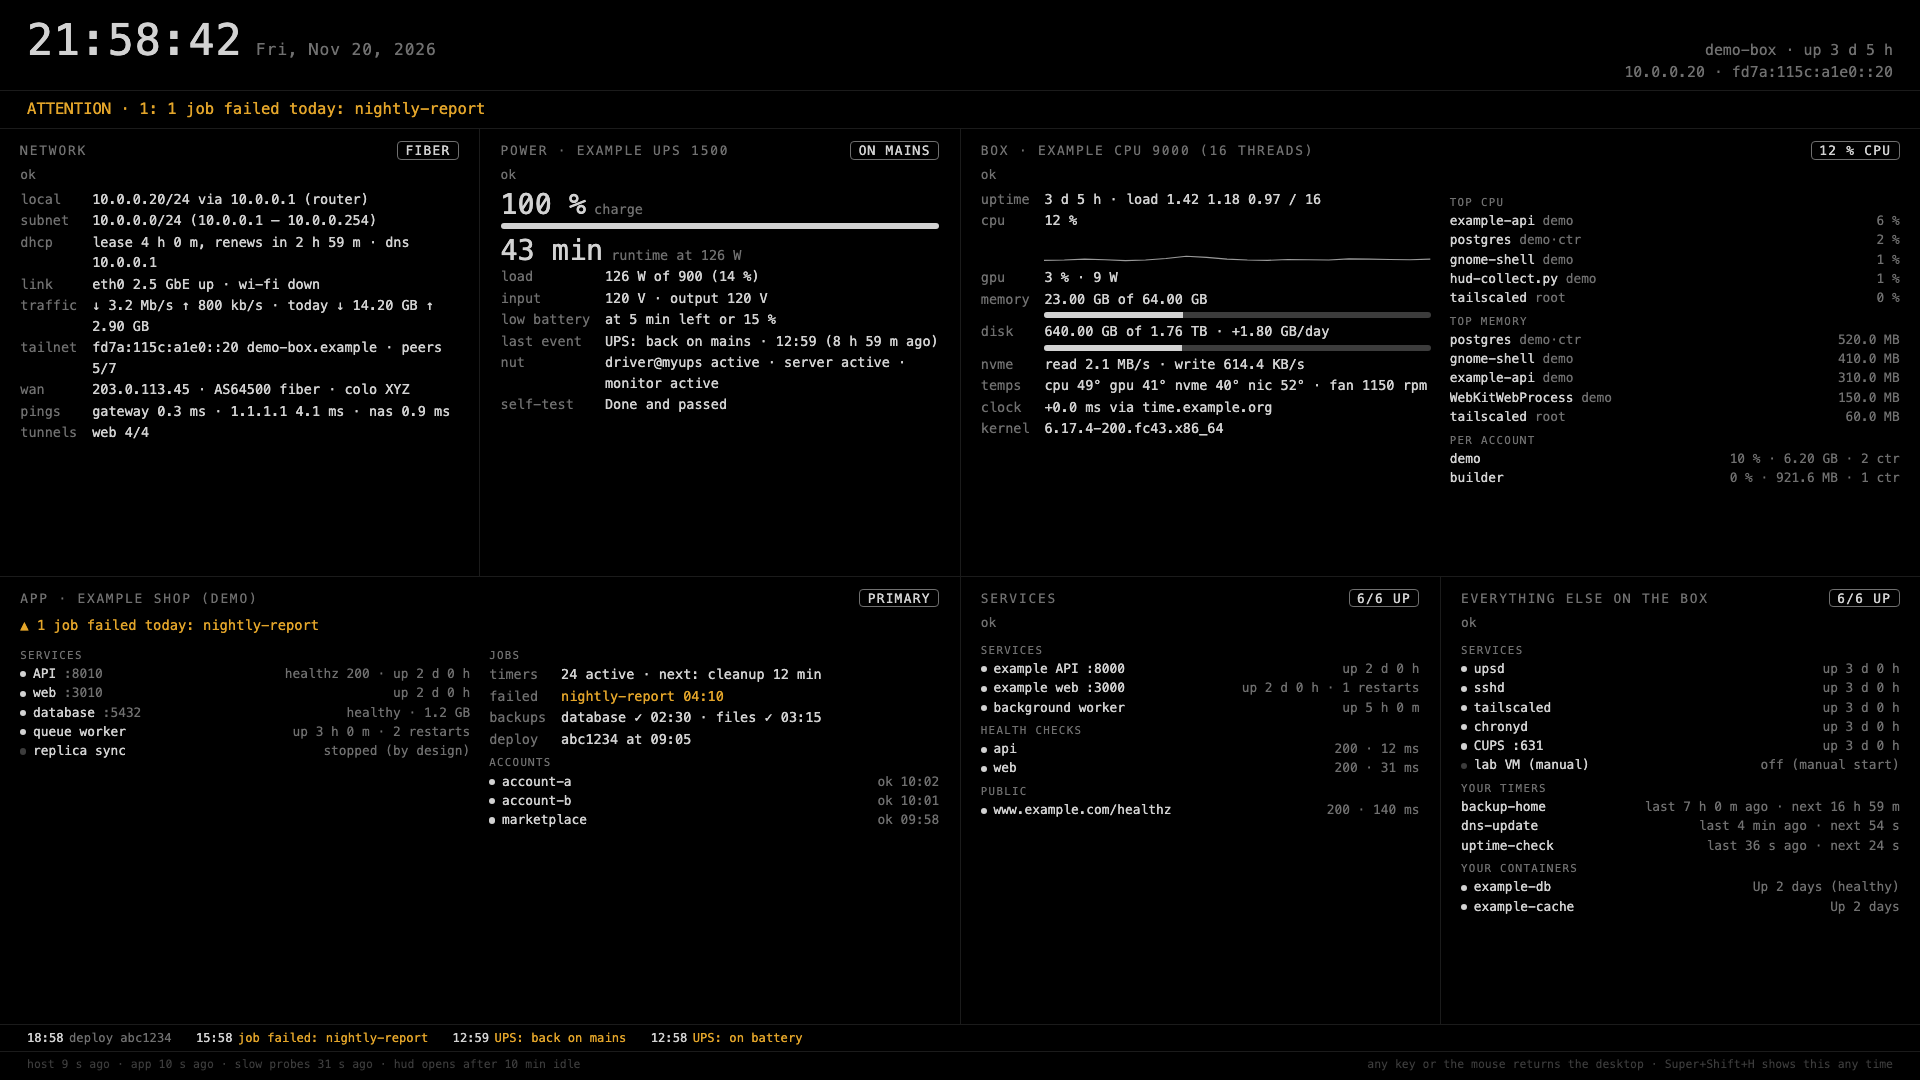 21:58:42 Fri, Nov 20, 2026
demo-box · up 3 d 5 h
10.0.0.20 · fd7a:115c:a1e0::20
ATTENTION · 1: 1 job failed today: nightly-report
NETWORK FIBER
ok
local 10.0.0.20/24 via 10.0.0.1 (router)
subnet 10.0.0.0/24 (10.0.0.1 – 10.0.0.254)
dhcp lease 4 h 0 m, renews in 2 h 59 m · dns
10.0.0.1
link eth0 2.5 GbE up · wi-fi down
traffic ↓ 3.2 Mb/s ↑ 800 kb/s · today ↓ 14.20 GB ↑
2.90 GB
tailnet fd7a:115c:a1e0::20 demo-box.example · peers
5/7
wan 203.0.113.45 · AS64500 fiber · colo XYZ
pings gateway 0.3 ms · 1.1.1.1 4.1 ms · nas 0.9 ms
tunnels web 4/4
POWER · EXAMPLE UPS 1500 ON MAINS
ok
100 % charge
43 min runtime at 126 W
load 126 W of 900 (14 %)
input 120 V · output 120 V
low battery at 5 min left or 15 %
last event UPS: back on mains · 12:59 (8 h 59 m ago)
nut driver@myups active · server active ·
monitor active
self-test Done and passed
BOX · EXAMPLE CPU 9000 (16 THREADS) 12 % CPU
ok
uptime 3 d 5 h · load 1.42 1.18 0.97 / 16
cpu 12 %
gpu 3 % · 9 W
memory 23.00 GB of 64.00 GB
disk 640.00 GB of 1.76 TB · +1.80 GB/day
nvme read 2.1 MB/s · write 614.4 KB/s
temps cpu 49° gpu 41° nvme 40° nic 52° · fan 1150 rpm
clock +0.0 ms via time.example.org
kernel 6.17.4-200.fc43.x86_64
TOP CPU
example-api demo 6 %
postgres demo·ctr 2 %
gnome-shell demo 1 %
hud-collect.py demo 1 %
tailscaled root 0 %
TOP MEMORY
postgres demo·ctr 520.0 MB
gnome-shell demo 410.0 MB
example-api demo 310.0 MB
WebKitWebProcess demo 150.0 MB
tailscaled root 60.0 MB
PER ACCOUNT
demo 10 % · 6.20 GB · 2 ctr
builder 0 % · 921.6 MB · 1 ctr
APP · EXAMPLE SHOP (DEMO) PRIMARY
▲ 1 job failed today: nightly-report
SERVICES
API :8010 healthz 200 · up 2 d 0 h
web :3010 up 2 d 0 h
database :5432 healthy · 1.2 GB
queue worker up 3 h 0 m · 2 restarts
replica sync stopped (by design)
JOBS
timers 24 active · next: cleanup 12 min
failed nightly-report 04:10
backups database ✓ 02:30 · files ✓ 03:15
deploy abc1234 at 09:05
ACCOUNTS
account-a ok 10:02
account-b ok 10:01
marketplace ok 09:58
SERVICES 6/6 UP
ok
SERVICES
example API :8000 up 2 d 0 h
example web :3000 up 2 d 0 h · 1 restarts
background worker up 5 h 0 m
HEALTH CHECKS
api 200 · 12 ms
web 200 · 31 ms
PUBLIC
www.example.com/healthz 200 · 140 ms
EVERYTHING ELSE ON THE BOX 6/6 UP
ok
SERVICES
upsd up 3 d 0 h
sshd up 3 d 0 h
tailscaled up 3 d 0 h
chronyd up 3 d 0 h
CUPS :631 up 3 d 0 h
lab VM (manual) off (manual start)
YOUR TIMERS
backup-home last 7 h 0 m ago · next 16 h 59 m
dns-update last 4 min ago · next 54 s
uptime-check last 36 s ago · next 24 s
YOUR CONTAINERS
example-db Up 2 days (healthy)
example-cache Up 2 days
18:58 deploy abc1234 15:58 job failed: nightly-report 12:59 UPS: back on mains 12:58 UPS: on battery
host 9 s ago · app 10 s ago · slow probes 31 s ago · hud opens after 10 min idle
any key or the mouse returns the desktop · Super+Shift+H shows this any time